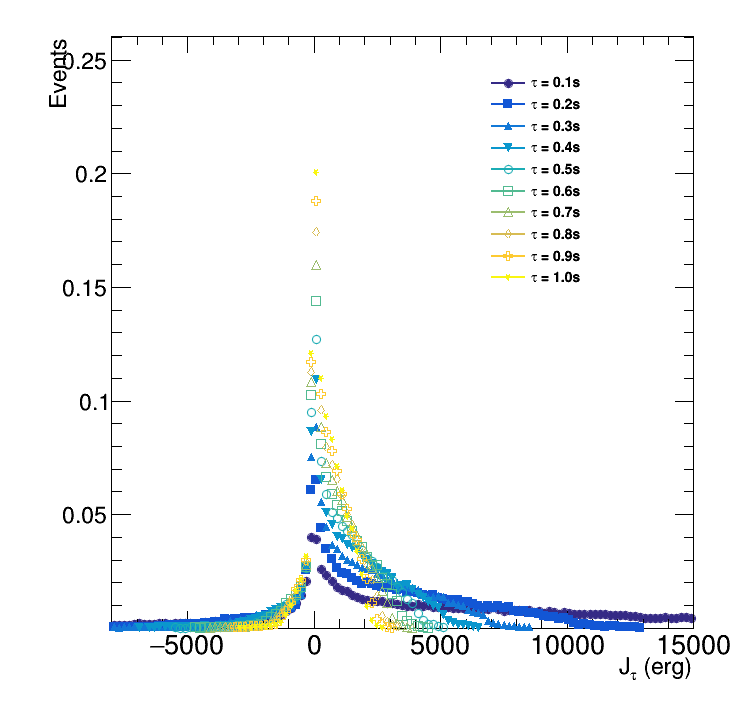 Events
0.25
0.2
0.15
0.1
0.05
−5000 0 5000 10000 15000
Jτ (erg)
τ = 0.1s
τ = 0.2s
τ = 0.3s
τ = 0.4s
τ = 0.5s
τ = 0.6s
τ = 0.7s
τ = 0.8s
τ = 0.9s
τ = 1.0s